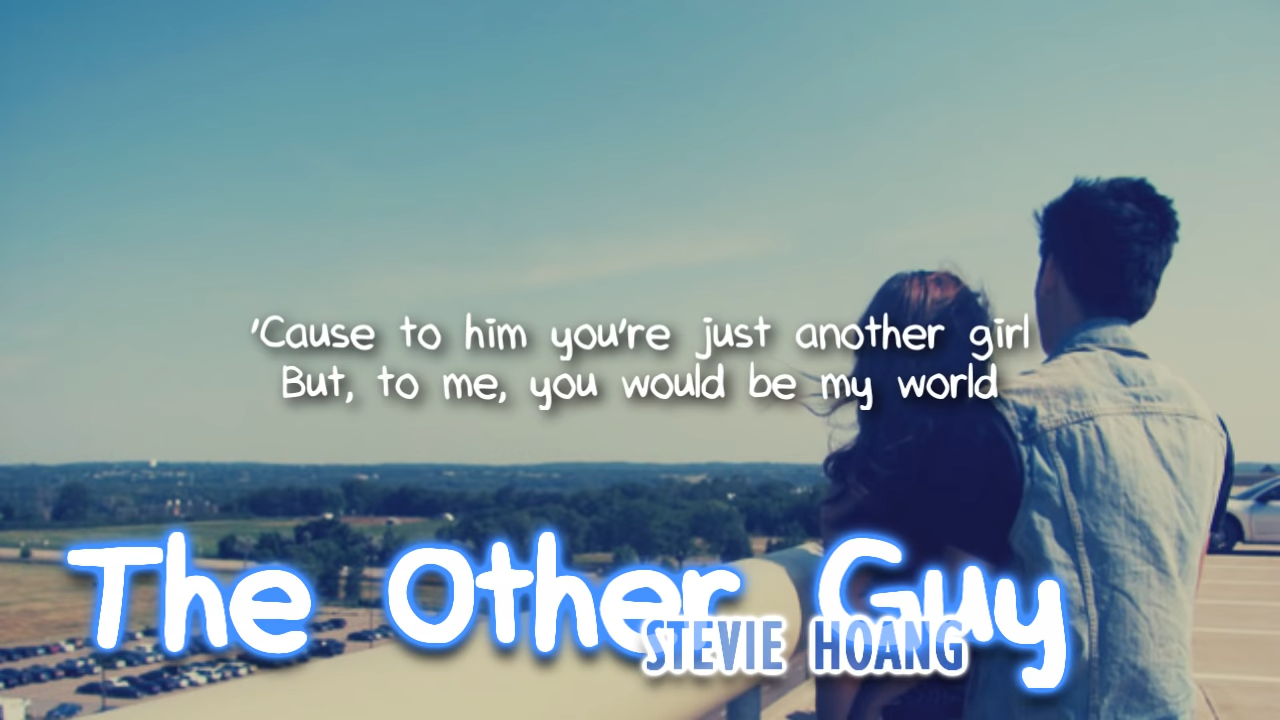 'Cause to him you're just another girl
But, to me, you would be my world
The Other Guy
STEVIE HOANG